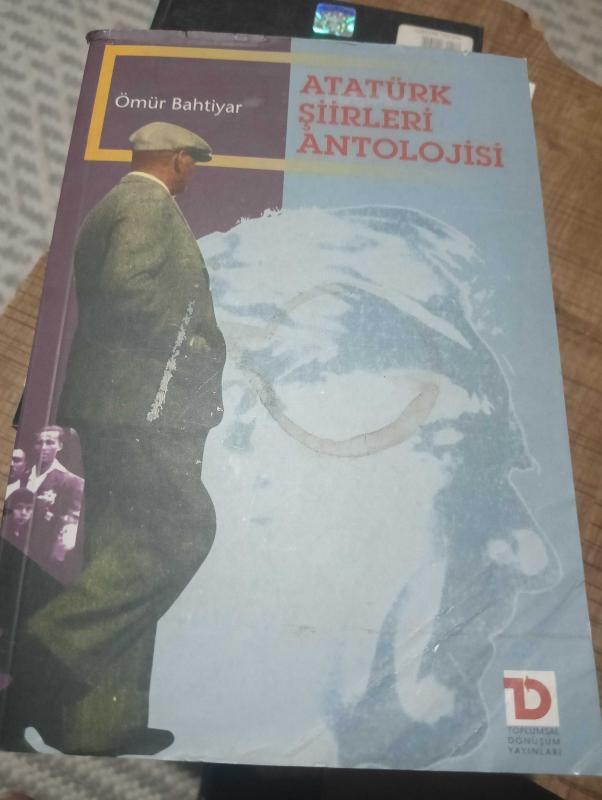 Ömür Bahtiyar
ATATÜRK
ŞİİRLERİ
ANTOLOJİSİ
TD
TOPLUMSAL
DÖNÜŞÜM
YAYINLARI